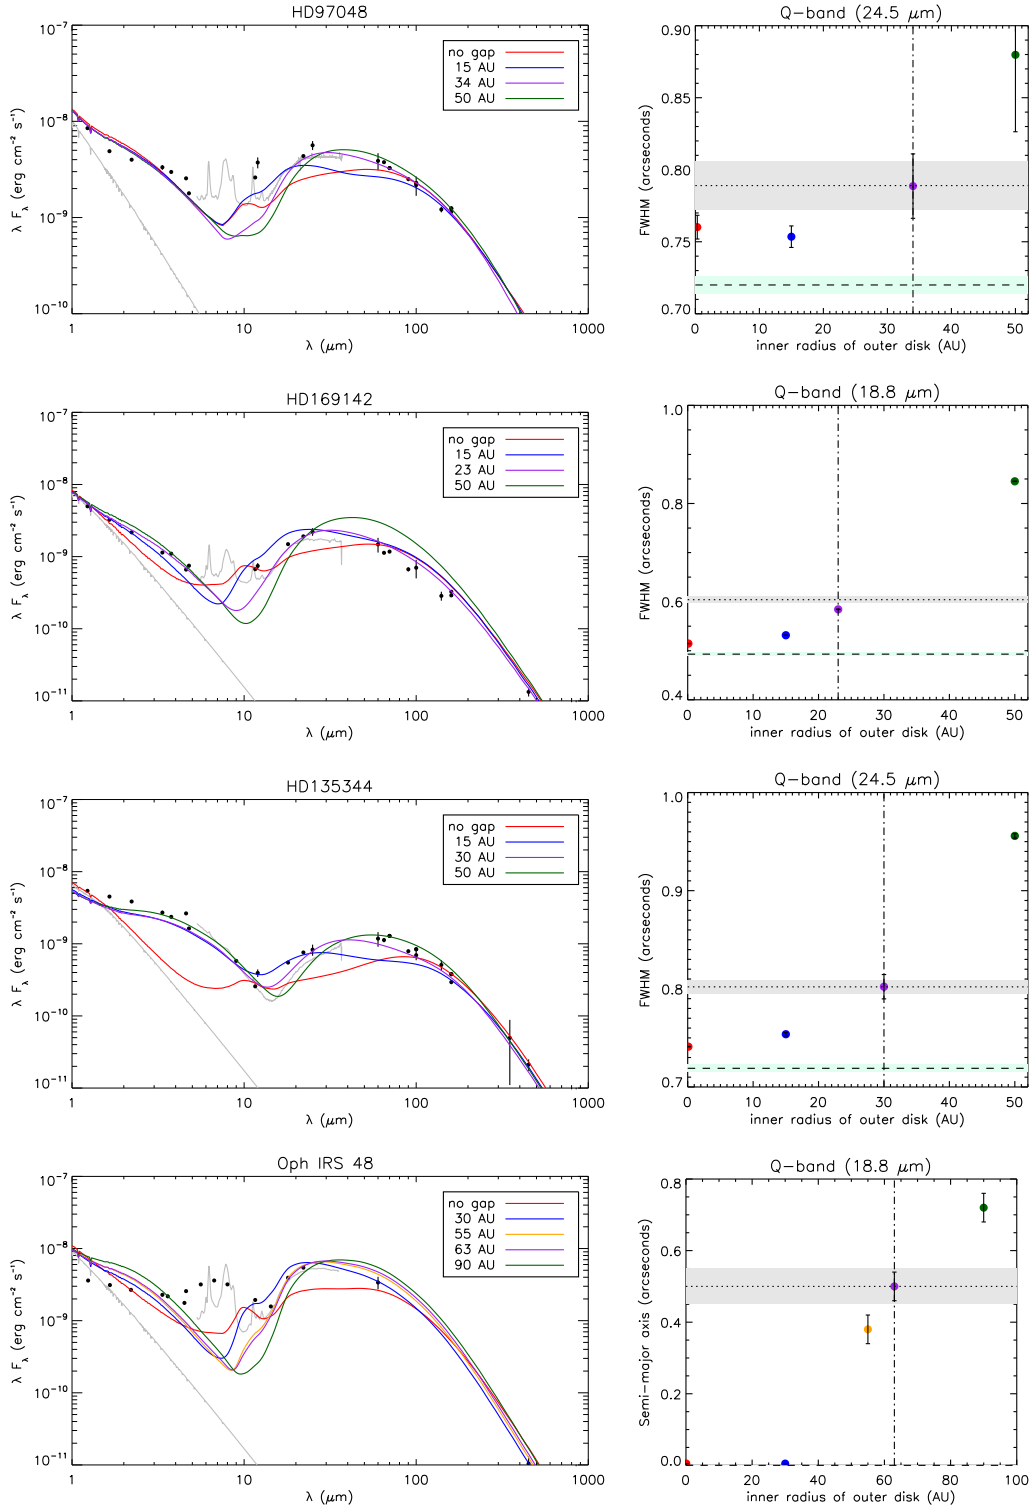 HD97048
10⁻⁷
10⁻⁸
10⁻⁹
10⁻¹⁰
λ F_λ (erg cm⁻² s⁻¹)
no gap
15 AU
34 AU
50 AU
1 10 100 1000
λ (μm)
Q-band (24.5 μm)
0.90
0.85
0.80
0.75
0.70
FWHM (arcseconds)
0 10 20 30 40 50
inner radius of outer disk (AU)
HD169142
10⁻⁷
10⁻⁸
10⁻⁹
10⁻¹⁰
10⁻¹¹
λ F_λ (erg cm⁻² s⁻¹)
no gap
15 AU
23 AU
50 AU
1 10 100 1000
λ (μm)
Q-band (18.8 μm)
1.0
0.8
0.6
0.4
FWHM (arcseconds)
0 10 20 30 40 50
inner radius of outer disk (AU)
HD135344
10⁻⁷
10⁻⁸
10⁻⁹
10⁻¹⁰
10⁻¹¹
λ F_λ (erg cm⁻² s⁻¹)
no gap
15 AU
30 AU
50 AU
1 10 100 1000
λ (μm)
Q-band (24.5 μm)
1.0
0.9
0.8
0.7
FWHM (arcseconds)
0 10 20 30 40 50
inner radius of outer disk (AU)
Oph IRS 48
10⁻⁷
10⁻⁸
10⁻⁹
10⁻¹⁰
10⁻¹¹
λ F_λ (erg cm⁻² s⁻¹)
no gap
30 AU
55 AU
63 AU
90 AU
1 10 100 1000
λ (μm)
Q-band (18.8 μm)
0.8
0.6
0.4
0.2
0.0
Semi-major axis (arcseconds)
0 20 40 60 80 100
inner radius of outer disk (AU)